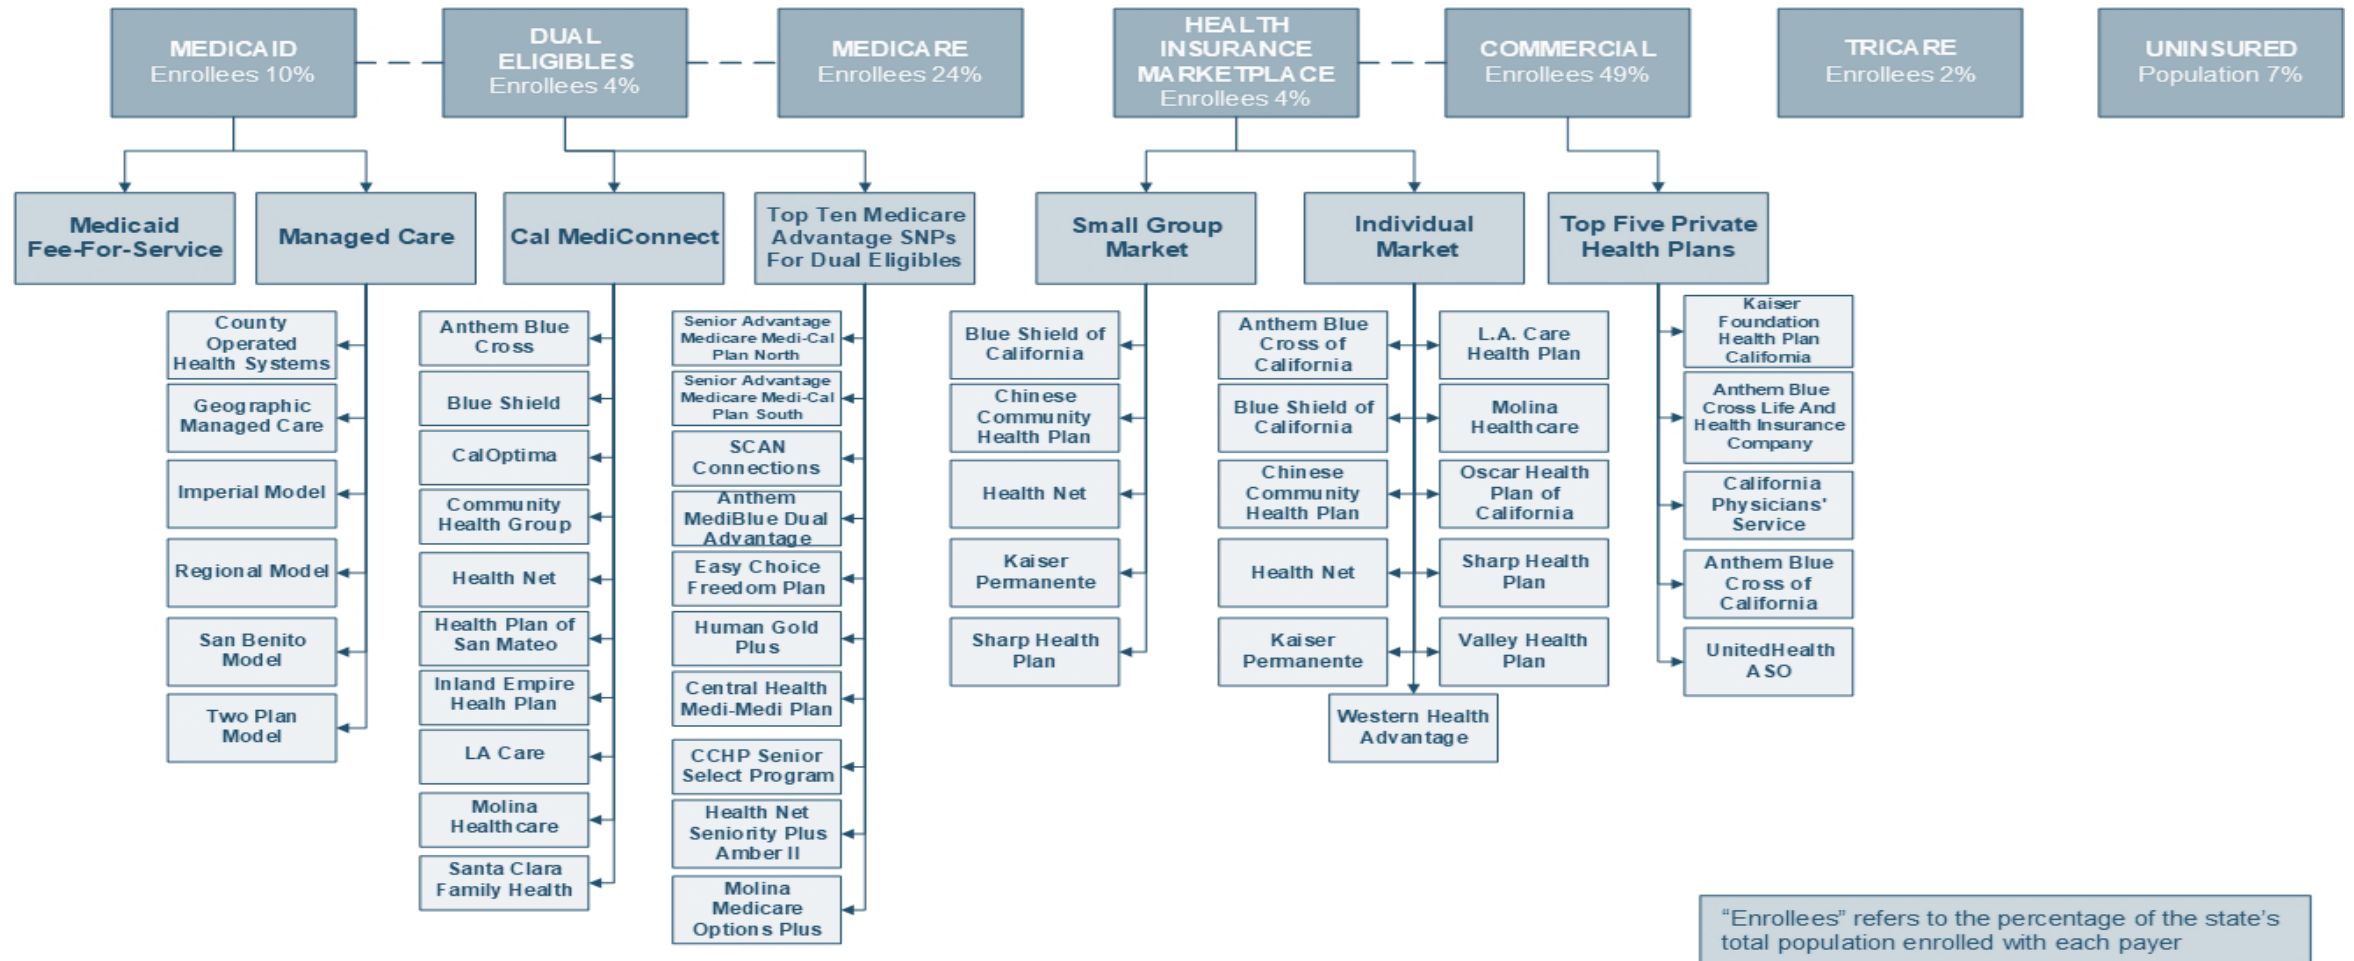 MEDICAID
Enrollees 10%
DUAL
ELIGIBLES
Enrollees 4%
MEDICARE
Enrollees 24%
HEALTH
INSURANCE
MARKETPLACE
Enrollees 4%
COMMERCIAL
Enrollees 49%
TRICARE
Enrollees 2%
UNINSURED
Population 7%
Medicaid
Fee-For-Service
Managed Care
Cal MediConnect
Top Ten Medicare
Advantage SNPs
For Dual Eligibles
Small Group
Market
Individual
Market
Top Five Private
Health Plans
County
Operated
Health Systems
Geographic
Managed Care
Imperial Model
Regional Model
San Benito
Model
Two Plan
Model
Anthem Blue
Cross
Blue Shield
CalOptima
Community
Health Group
Health Net
Health Plan of
San Mateo
Inland Empire
Healh Plan
LA Care
Molina
Healthcare
Santa Clara
Family Health
Senior Advantage
Medicare Medi-Cal
Plan North
Senior Advantage
Medicare Medi-Cal
Plan South
SCAN
Connections
Anthem
MediBlue Dual
Advantage
Easy Choice
Freedom Plan
Human Gold
Plus
Central Health
Medi-Medi Plan
CCHP Senior
Select Program
Health Net
Seniority Plus
Amber II
Molina
Medicare
Options Plus
Blue Shield of
California
Chinese
Community
Health Plan
Health Net
Kaiser
Permanente
Sharp Health
Plan
Anthem Blue
Cross of
California
Blue Shield of
California
Chinese
Community
Health Plan
Health Net
Kaiser
Permanente
L.A. Care
Health Plan
Molina
Healthcare
Oscar Health
Plan of
California
Sharp Health
Plan
Valley Health
Plan
Western Health
Advantage
Kaiser
Foundation
Health Plan
California
Anthem Blue
Cross Life And
Health Insurance
Company
California
Physicians'
Service
Anthem Blue
Cross of
California
UnitedHealth
ASO
“Enrollees” refers to the percentage of the state’s
total population enrolled with each payer